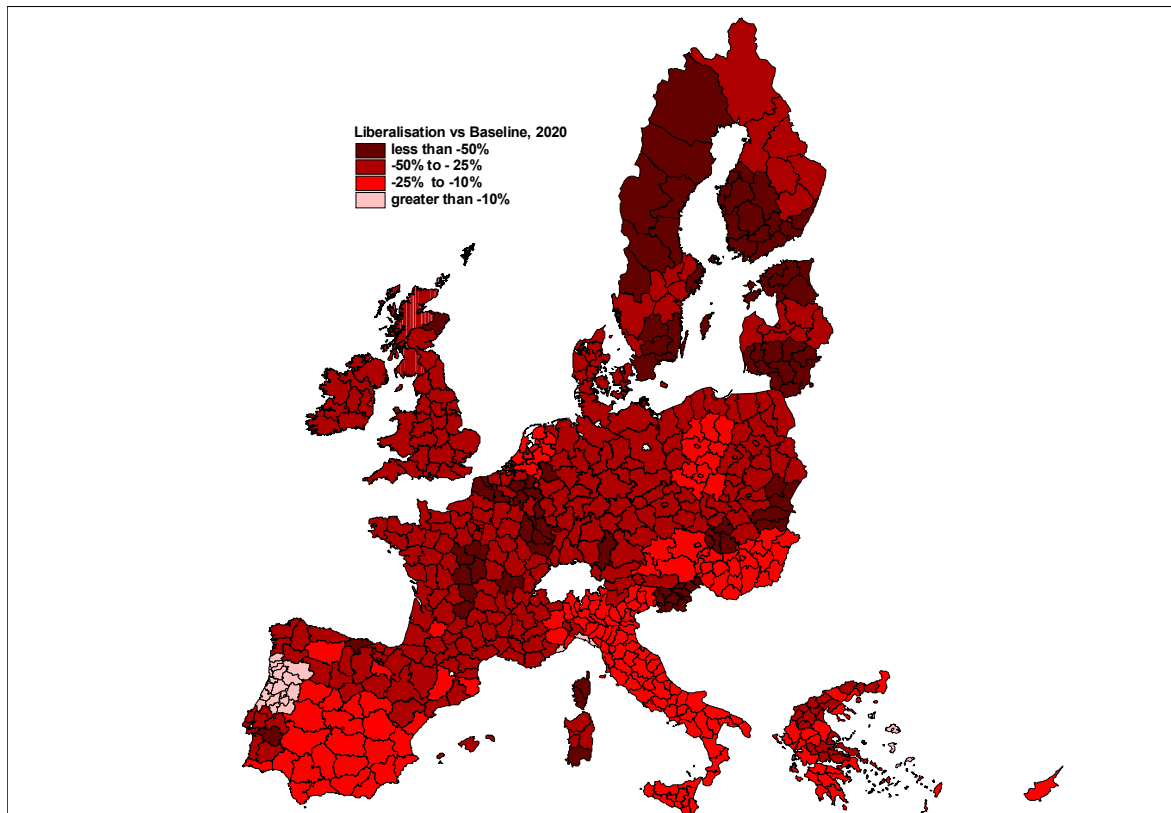 Liberalisation vs Baseline, 2020
less than -50%
-50% to - 25%
-25% to -10%
greater than -10%